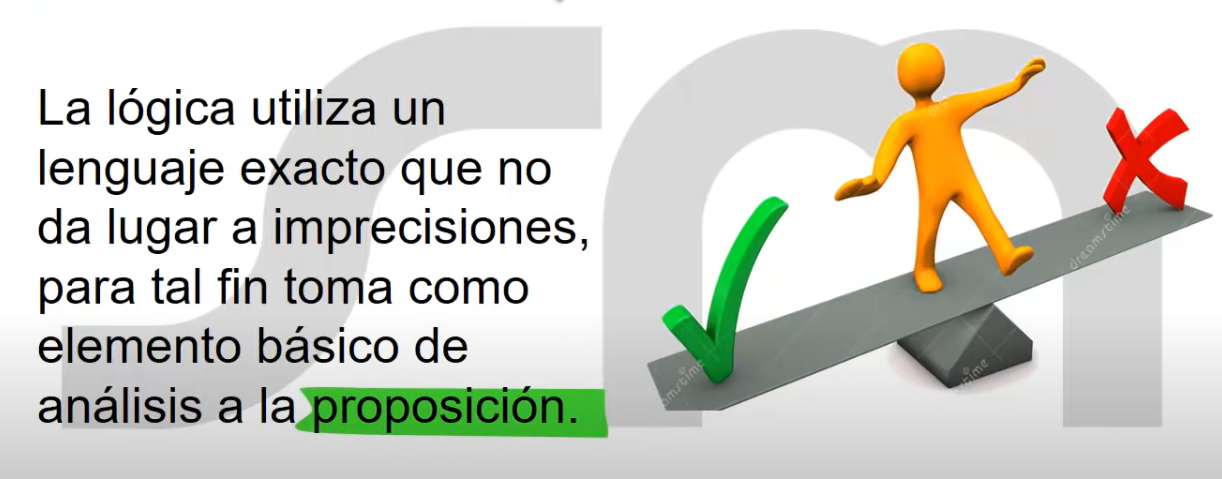 La lógica utiliza un
lenguaje exacto que no
da lugar a imprecisiones,
para tal fin toma como
elemento básico de
análisis a la proposición.
dreamstime